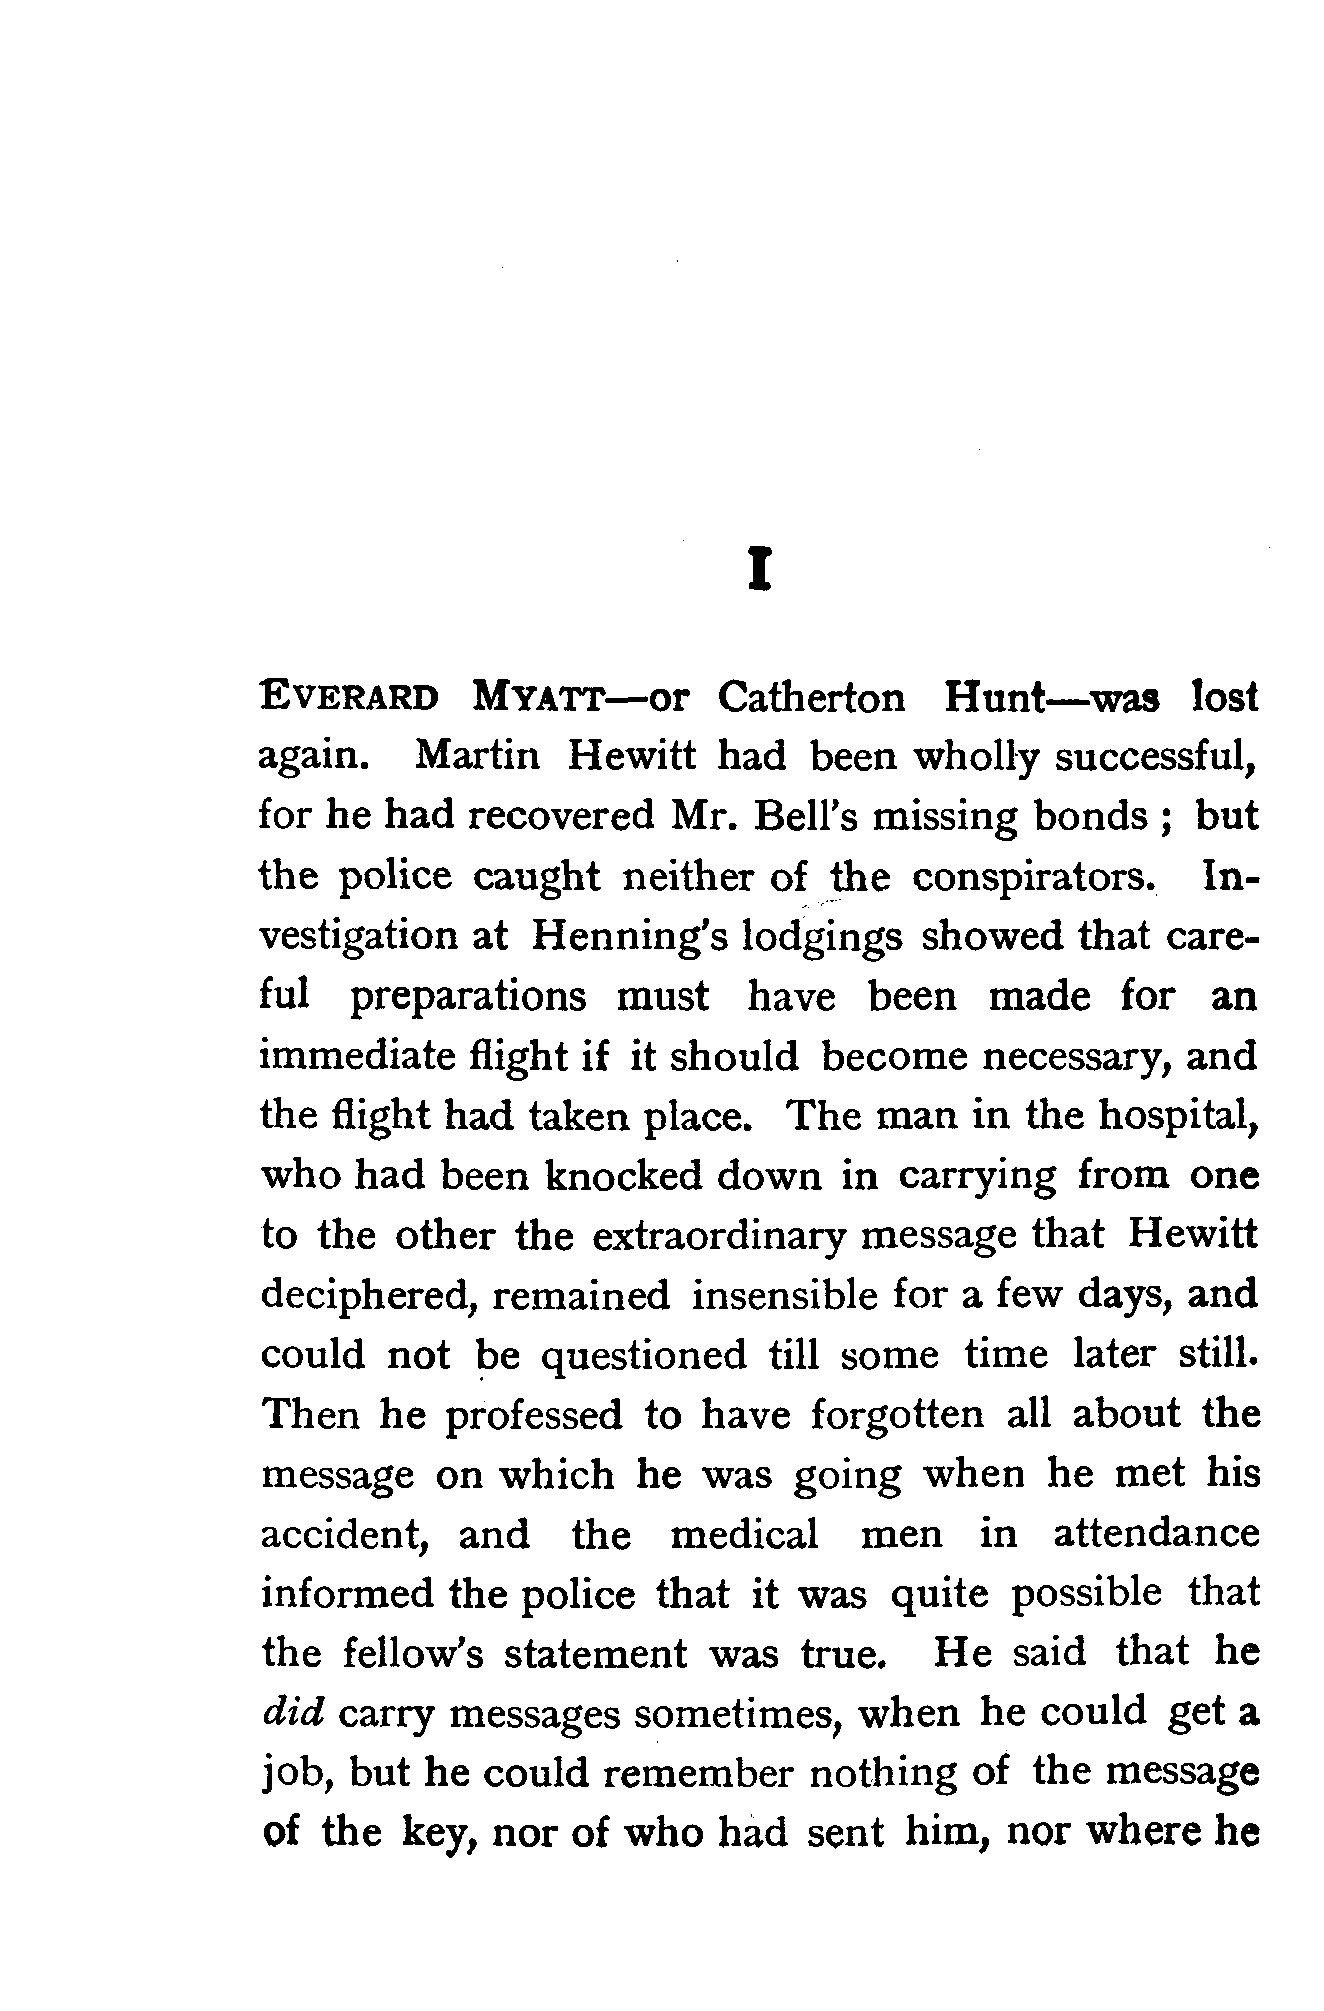 I
EVERARD MYATT—or Catherton Hunt—was lost
again. Martin Hewitt had been wholly successful,
for he had recovered Mr. Bell's missing bonds ; but
the police caught neither of the conspirators. In-
vestigation at Henning's lodgings showed that care-
ful preparations must have been made for an
immediate flight if it should become necessary, and
the flight had taken place. The man in the hospital,
who had been knocked down in carrying from one
to the other the extraordinary message that Hewitt
deciphered, remained insensible for a few days, and
could not be questioned till some time later still.
Then he professed to have forgotten all about the
message on which he was going when he met his
accident, and the medical men in attendance
informed the police that it was quite possible that
the fellow's statement was true. He said that he
did carry messages sometimes, when he could get a
job, but he could remember nothing of the message
of the key, nor of who had sent him, nor where he